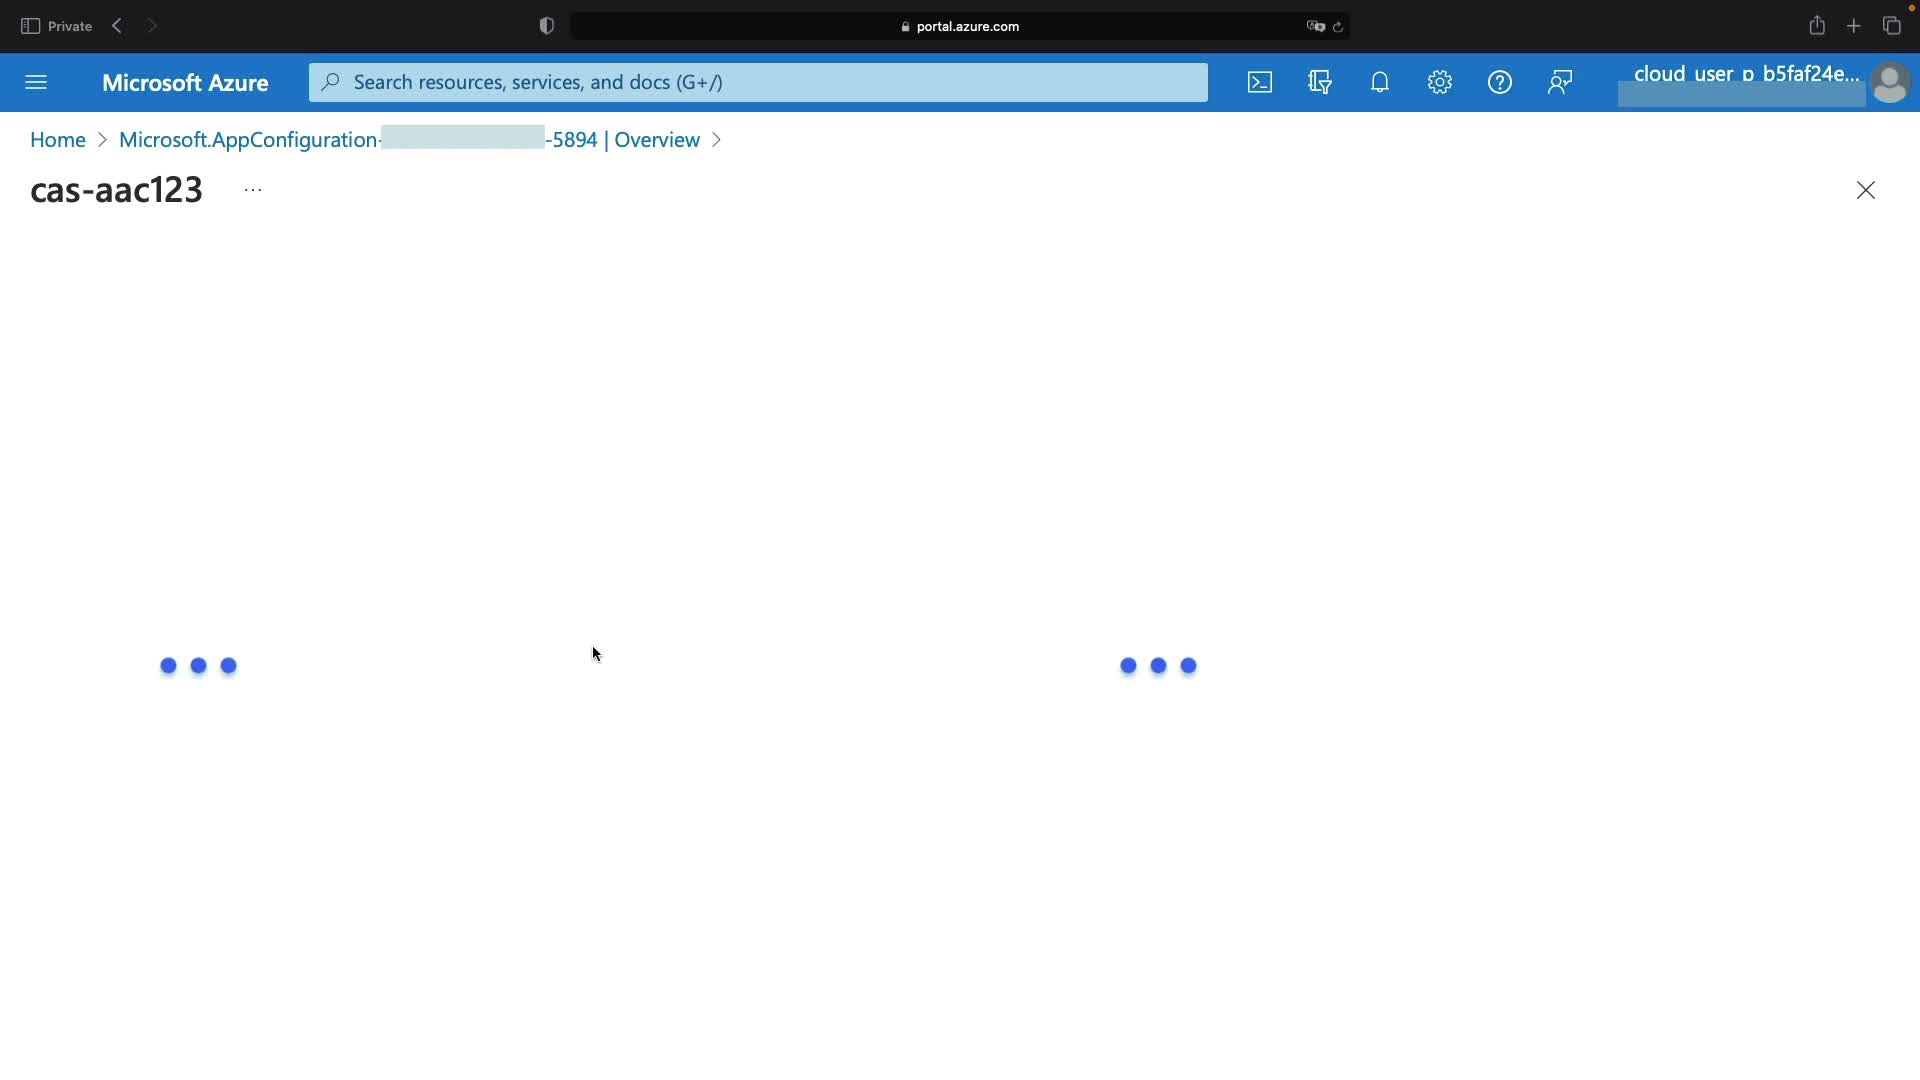 Private
portal.azure.com
Microsoft Azure
Search resources, services, and docs (G+/)
cloud_user_p_b5faf24e...
Home > Microsoft.AppConfiguration- -5894 | Overview >
cas-aac123 ...